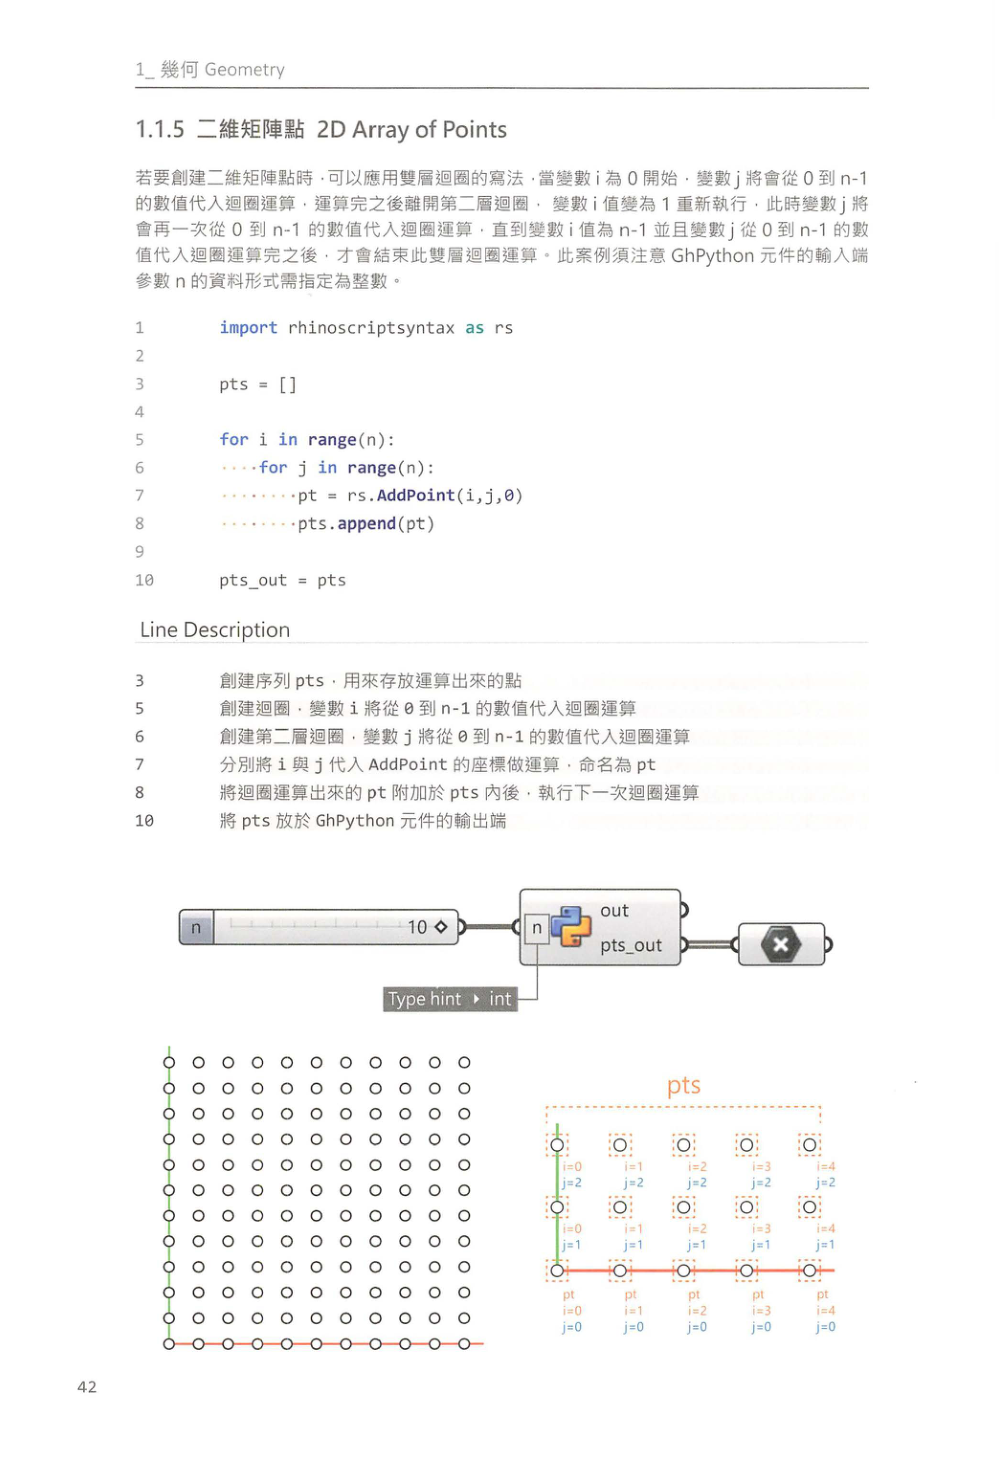 1_ 幾何 Geometry
1.1.5 二維矩陣點 2D Array of Points
若要創建二維矩陣點時，可以應用雙層迴圈的寫法，當變數 i 為 0 開始，變數 j 將會從 0 到 n-1
的數值代入迴圈運算，運算完之後離開第二層迴圈， 變數 i 值變為 1 重新執行，此時變數 j 將
會再一次從 0 到 n-1 的數值代入迴圈運算，直到變數 i 值為 n-1 並且變數 j 從 0 到 n-1 的數
值代入迴圈運算完之後，才會結束此雙層迴圈運算。此案例須注意 GhPython 元件的輸入端
參數 n 的資料形式需指定為整數。
1 import rhinoscriptsyntax as rs
2
3 pts = []
4
5 for i in range(n):
6 ····for j in range(n):
7 ········pt = rs.AddPoint(i,j,0)
8 ········pts.append(pt)
9
10 pts_out = pts
Line Description
3 創建序列 pts，用來存放運算出來的點
5 創建迴圈，變數 i 將從 0 到 n-1 的數值代入迴圈運算
6 創建第二層迴圈，變數 j 將從 0 到 n-1 的數值代入迴圈運算
7 分別將 i 與 j 代入 AddPoint 的座標做運算，命名為 pt
8 將迴圈運算出來的 pt 附加於 pts 內後，執行下一次迴圈運算
10 將 pts 放於 GhPython 元件的輸出端
n 10
n out
pts_out
Type hint ▸ int
pts
i=0 i=1 i=2 i=3 i=4
j=2 j=2 j=2 j=2 j=2
i=0 i=1 i=2 i=3 i=4
j=1 j=1 j=1 j=1 j=1
pt pt pt pt pt
i=0 i=1 i=2 i=3 i=4
j=0 j=0 j=0 j=0 j=0
42